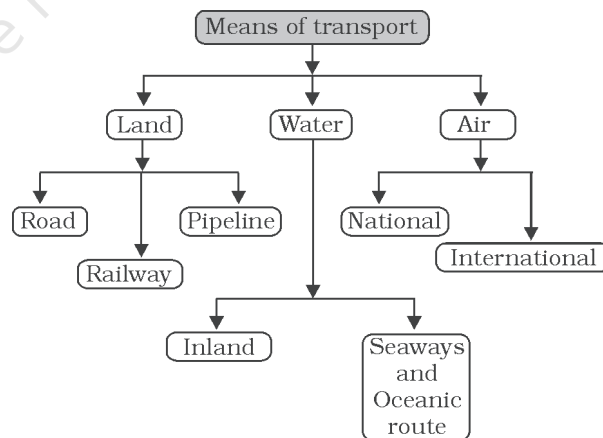 Means of transport
Land
Water
Air
Road
Pipeline
National
Railway
International
Inland
Seaways
and
Oceanic
route